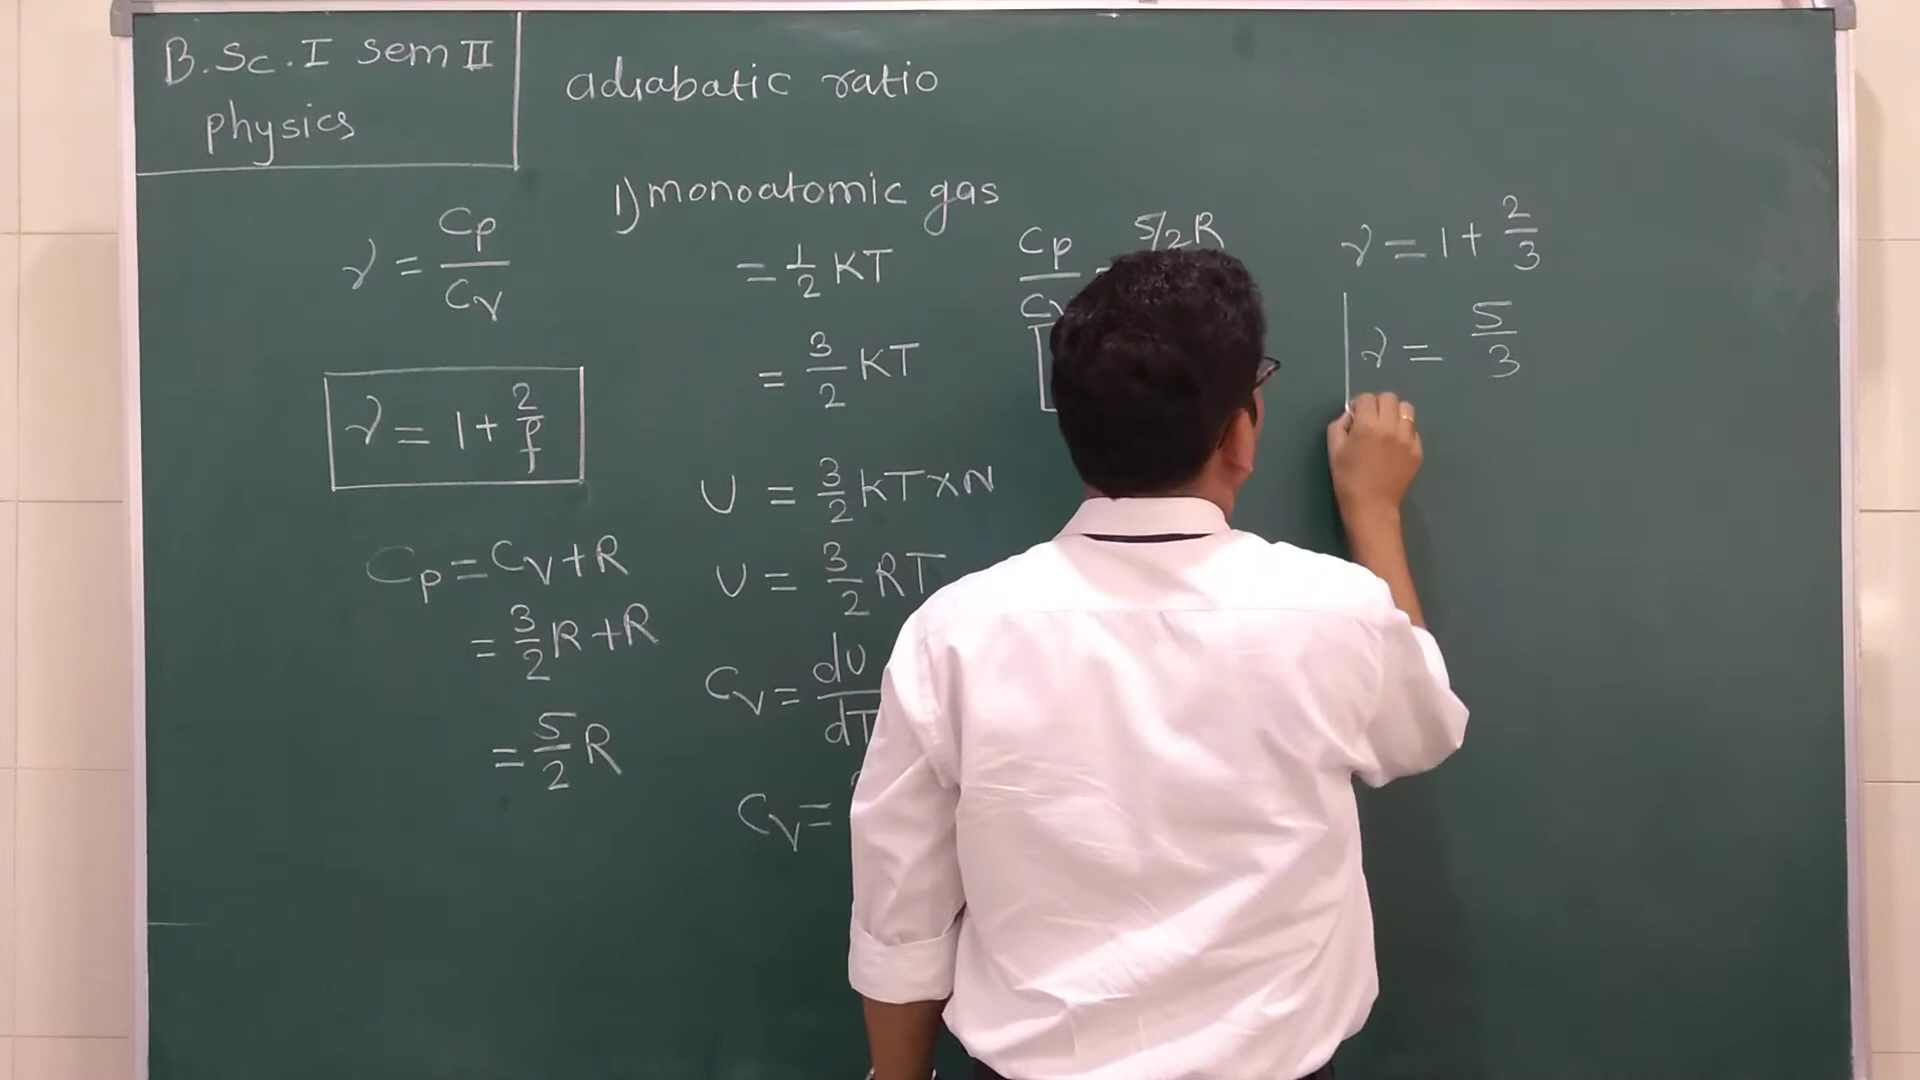 B.Sc. I Sem II
physics
adiabatic ratio
γ = Cp/Cv
γ = 1 + 2/f
Cp = Cv + R
= 3/2 R + R
= 5/2 R
1) monoatomic gas
= 1/2 KT
= 3/2 KT
U = 3/2 KT × N
U = 3/2 RT
Cv = dU/dT
Cv =
Cp/Cv = 5/2 R
γ = 1 + 2/3
γ = 5/3